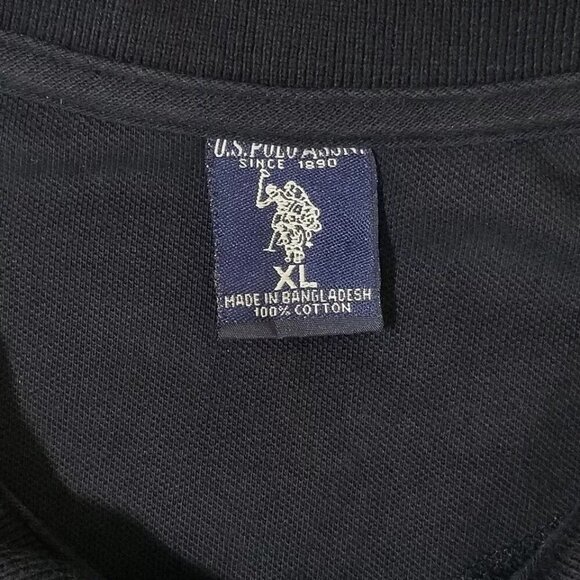 U.S. POLO ASSN.
SINCE 1890
XL
MADE IN BANGLADESH
100% COTTON